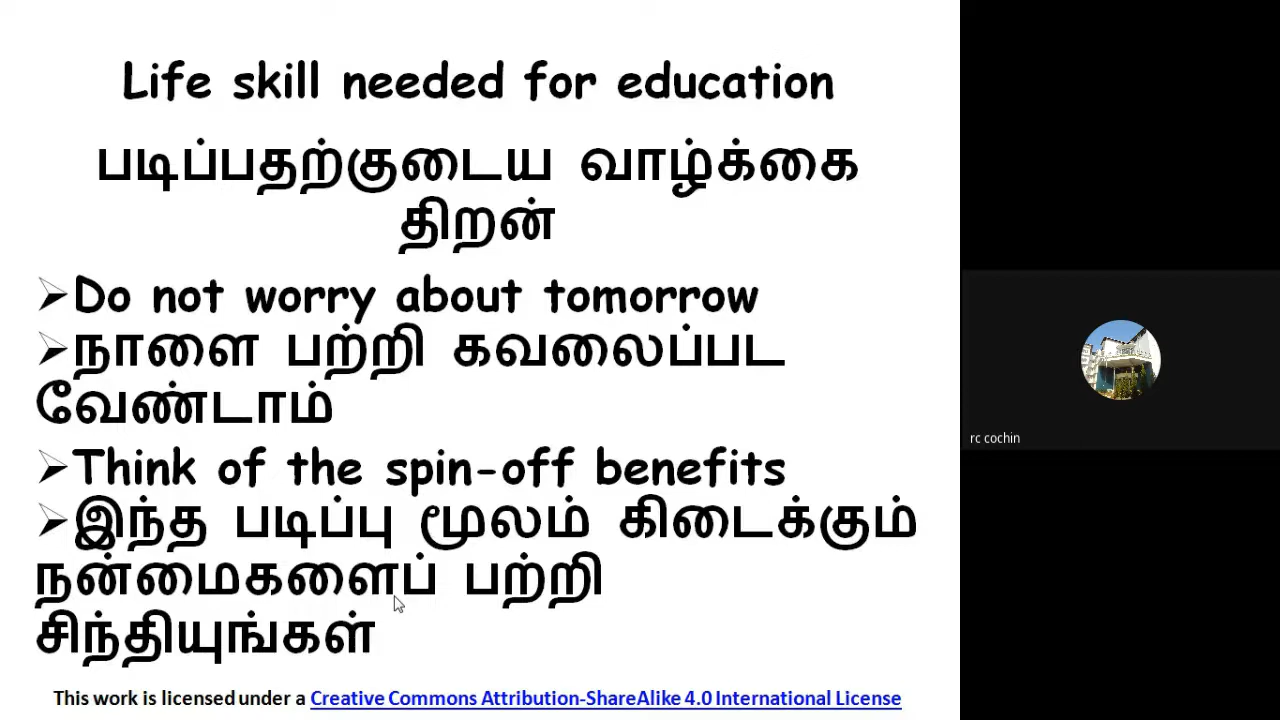 Life skill needed for education
படிப்பதற்குடைய வாழ்க்கை
திறன்
➢Do not worry about tomorrow
➢நாளை பற்றி கவலைப்பட
வேண்டாம்
➢Think of the spin-off benefits
➢இந்த படிப்பு மூலம் கிடைக்கும்
நன்மைகளைப் பற்றி
சிந்தியுங்கள்
This work is licensed under a Creative Commons Attribution-ShareAlike 4.0 International License
rc cochin